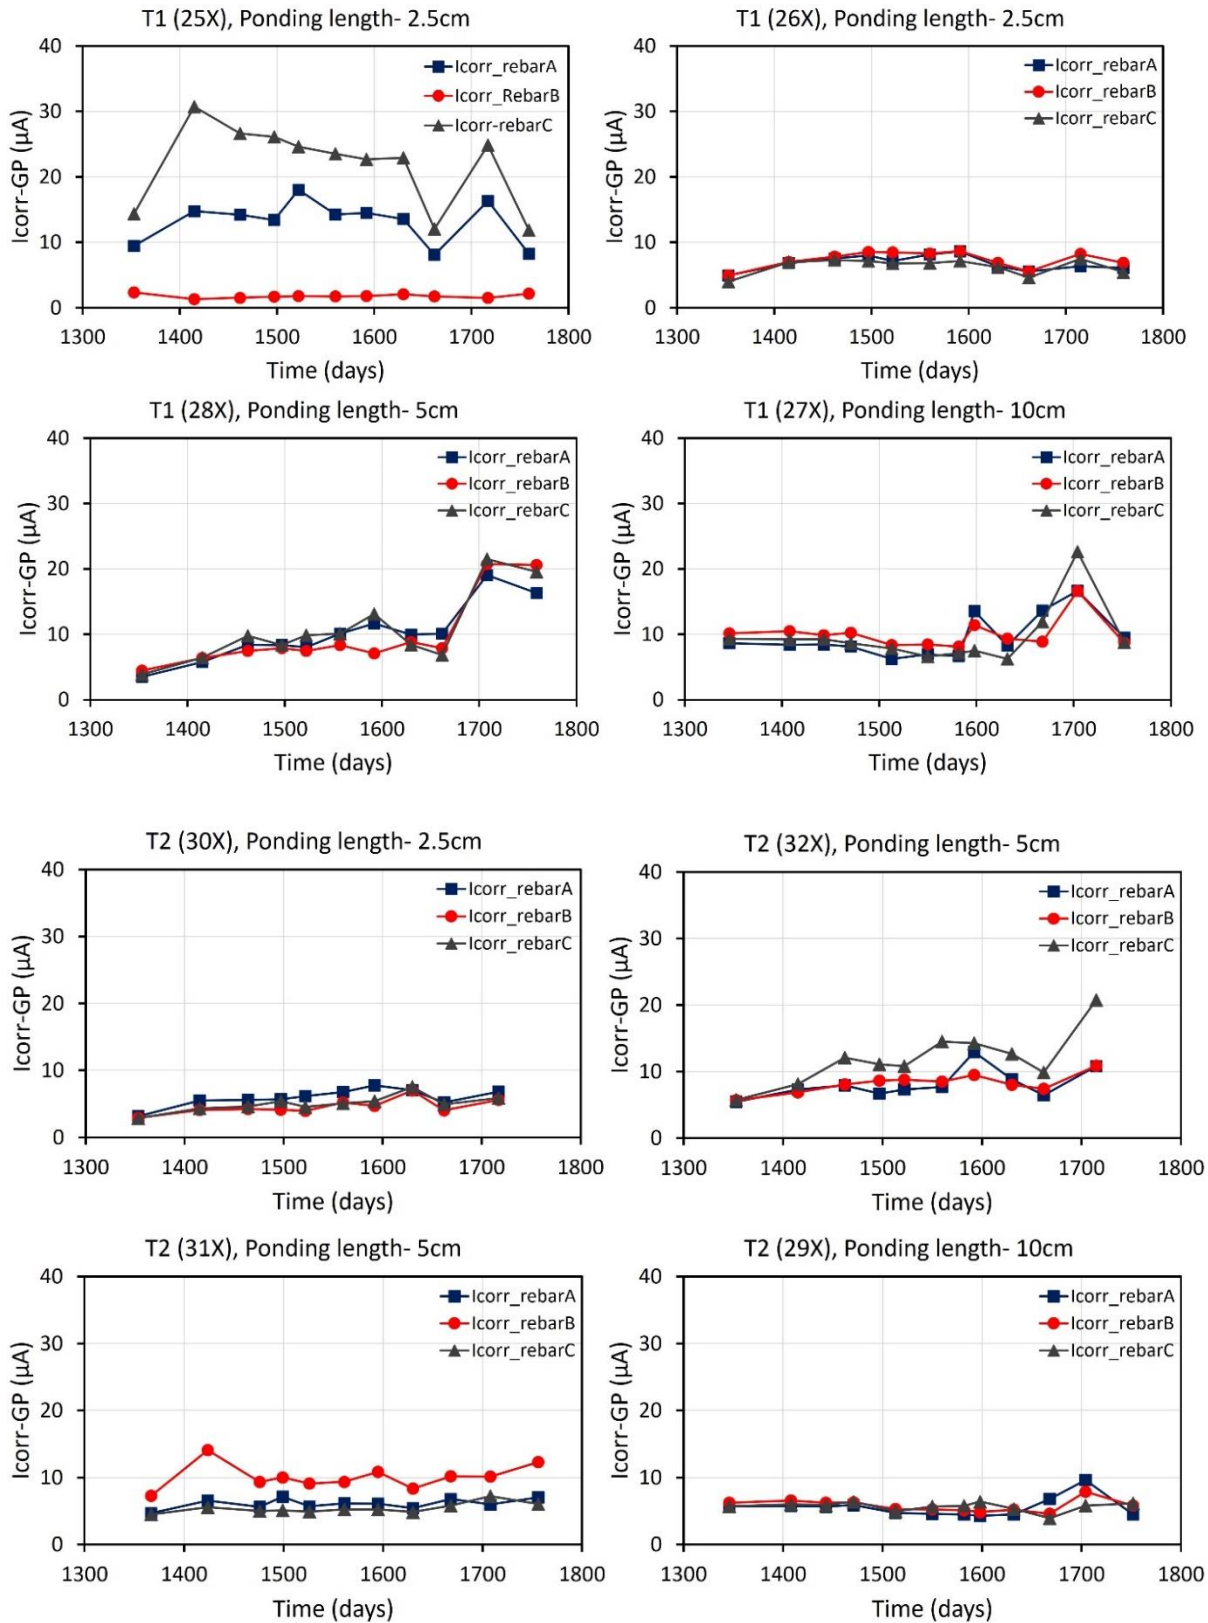 T1 (25X), Ponding length- 2.5cm
40
30
20
10
0
Icorr-GP (µA)
Icorr_rebarA
Icorr_RebarB
Icorr-rebarC
1300 1400 1500 1600 1700 1800
Time (days)
T1 (26X), Ponding length- 2.5cm
40
30
20
10
0
Icorr-GP (µA)
Icorr_rebarA
Icorr_rebarB
Icorr_rebarC
1300 1400 1500 1600 1700 1800
Time (days)
T1 (28X), Ponding length- 5cm
40
30
20
10
0
Icorr-GP (µA)
Icorr_rebarA
Icorr_rebarB
Icorr_rebarC
1300 1400 1500 1600 1700 1800
Time (days)
T1 (27X), Ponding length- 10cm
40
30
20
10
0
Icorr-GP (µA)
Icorr_rebarA
Icorr_rebarB
Icorr_rebarC
1300 1400 1500 1600 1700 1800
Time (days)
T2 (30X), Ponding length- 2.5cm
40
30
20
10
0
Icorr-GP (µA)
Icorr_rebarA
Icorr_rebarB
Icorr_rebarC
1300 1400 1500 1600 1700 1800
Time (days)
T2 (32X), Ponding length- 5cm
40
30
20
10
0
Icorr-GP (µA)
Icorr_rebarA
Icorr_rebarB
Icorr_rebarC
1300 1400 1500 1600 1700 1800
Time (days)
T2 (31X), Ponding length- 5cm
40
30
20
10
0
Icorr-GP (µA)
Icorr_rebarA
Icorr_rebarB
Icorr_rebarC
1300 1400 1500 1600 1700 1800
Time (days)
T2 (29X), Ponding length- 10cm
40
30
20
10
0
Icorr-GP (µA)
Icorr_rebarA
Icorr_rebarB
Icorr_rebarC
1300 1400 1500 1600 1700 1800
Time (days)